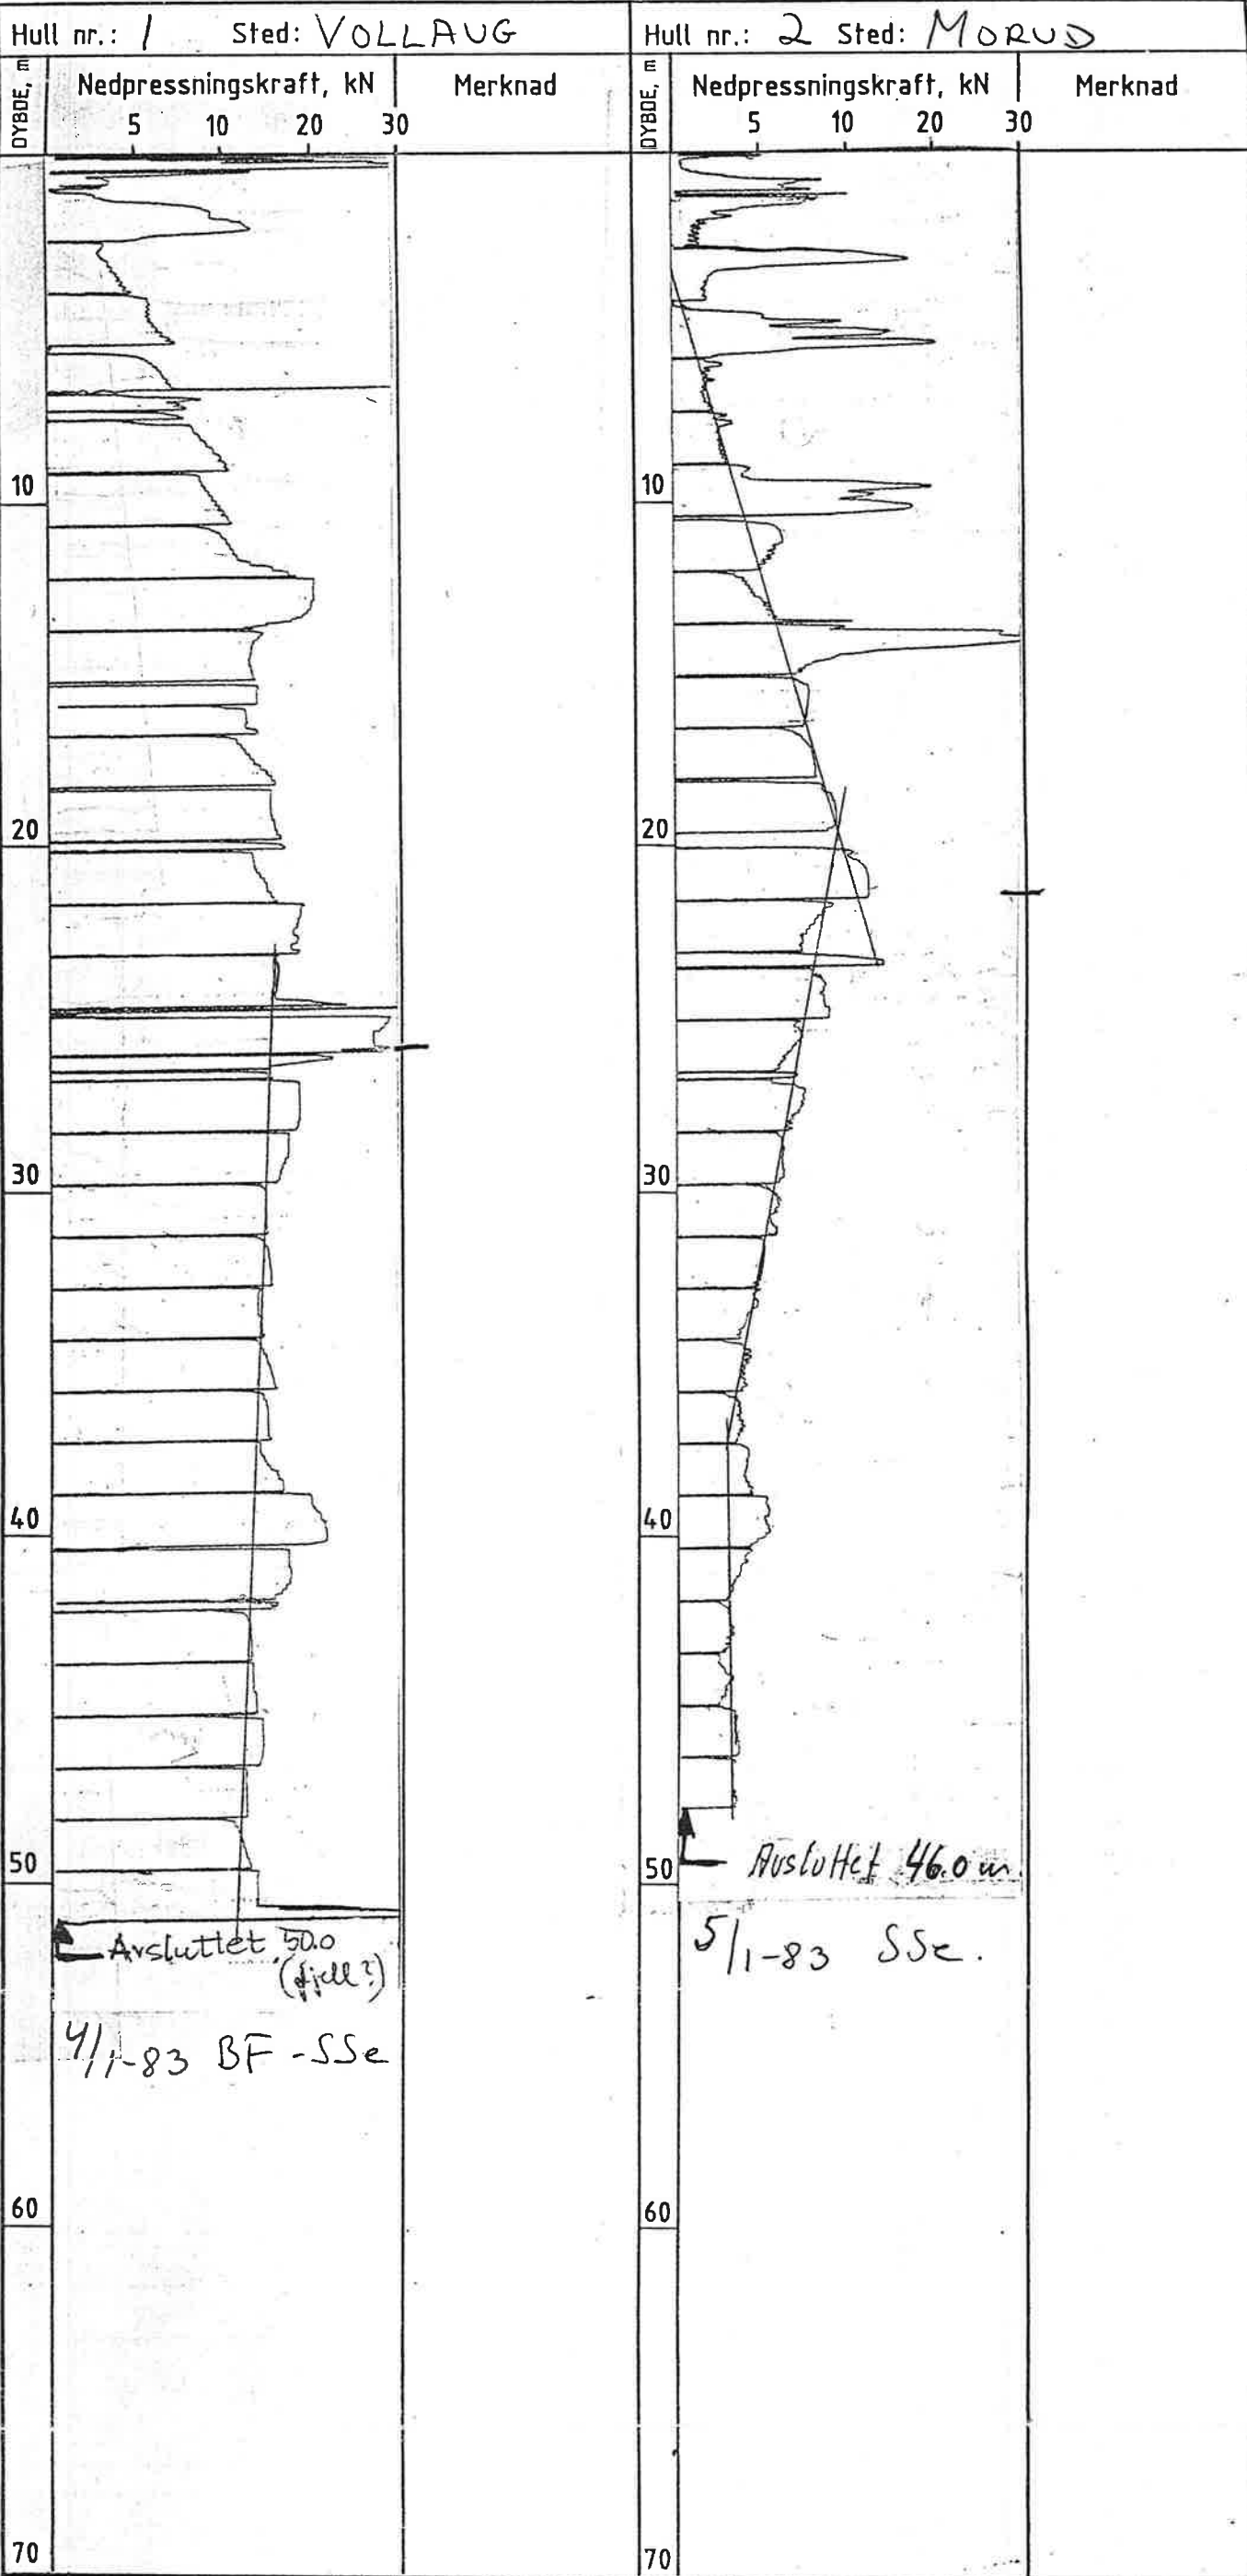 Hull nr.: 1 Sted: VOLLAUG
DYBDE, m
Nedpressningskraft, kN
Merknad
5 10 20 30
10
20
30
40
50
Avsluttet 50.0
(fjell?)
4/1-83 BF-SSe
60
70
Hull nr.: 2 Sted: MORUD
DYBDE, m
Nedpressningskraft, kN
Merknad
5 10 20 30
10
20
30
40
50
Avsluttet 46.0 m.
5/1-83 SSe.
60
70